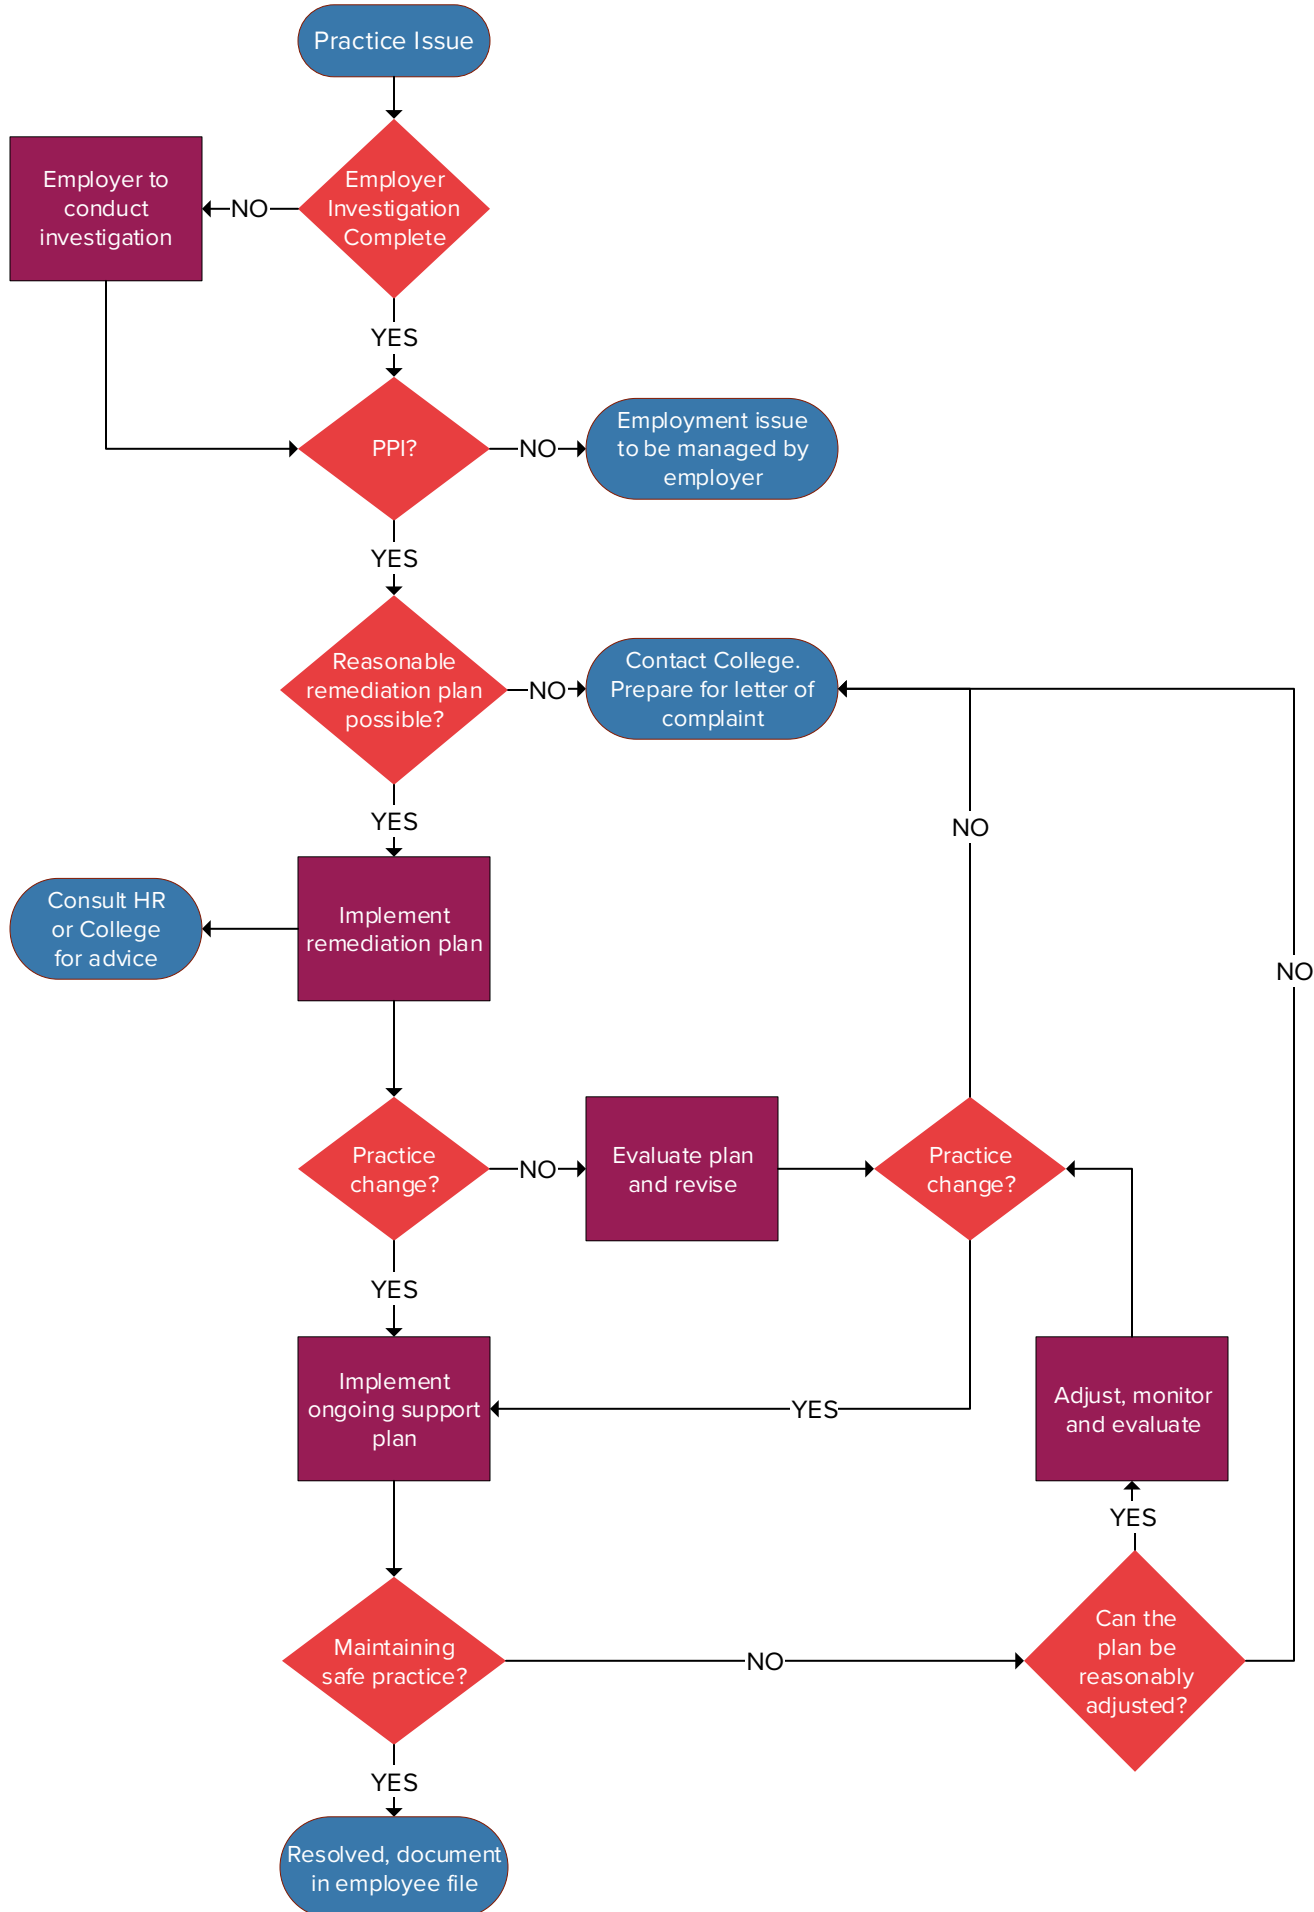 Practice Issue
Employer
Investigation
Complete
NO
Employer to
conduct
investigation
YES
PPI?
NO
Employment issue
to be managed by
employer
YES
Reasonable
remediation plan
possible?
NO
Contact College.
Prepare for letter of
complaint
YES
NO
Consult HR
or College
for advice
Implement
remediation plan
NO
Practice
change?
NO
Evaluate plan
and revise
Practice
change?
YES
Implement
ongoing support
plan
YES
Adjust, monitor
and evaluate
YES
Maintaining
safe practice?
NO
Can the
plan be
reasonably
adjusted?
YES
Resolved, document
in employee file